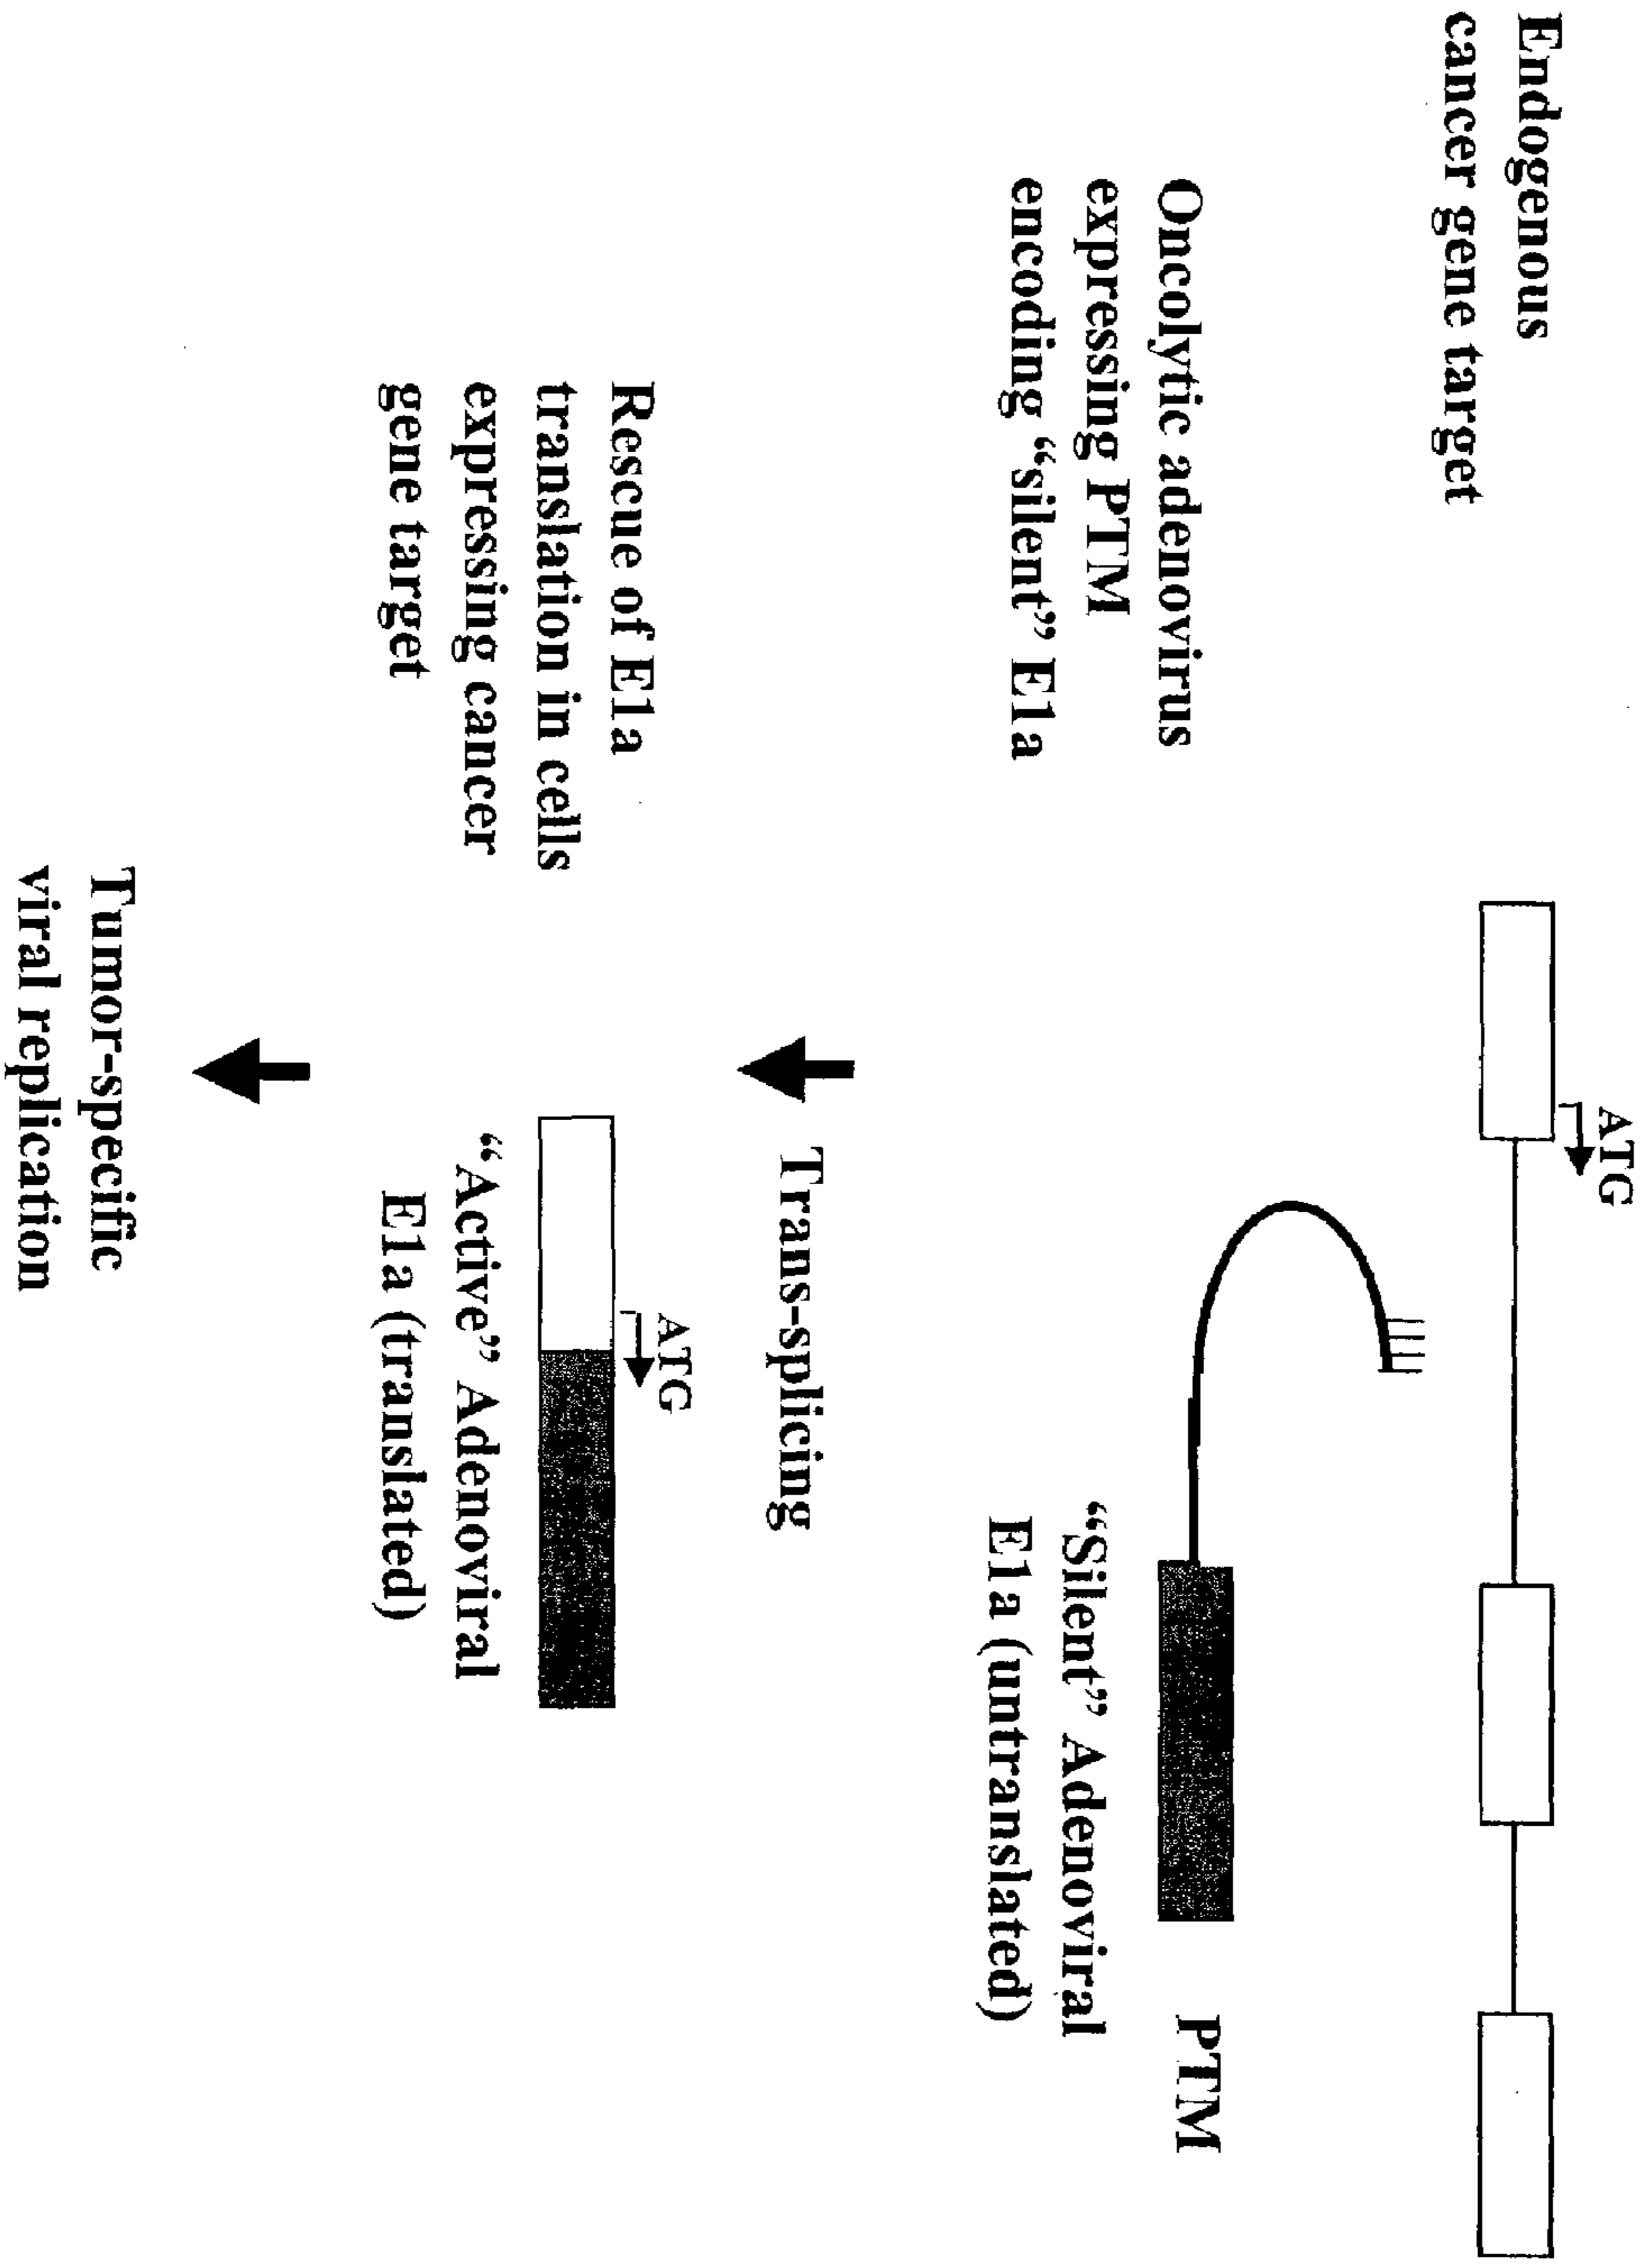 Endogenous
cancer gene target
ATG
Oncolytic adenovirus
expressing PTM
encoding “silent” E1a
PTM
“Silent” Adenoviral
E1a (untranslated)
Trans-splicing
Rescue of E1a
translation in cells
expressing cancer
gene target
ATG
“Active” Adenoviral
E1a (translated)
Tumor-specific
viral replication